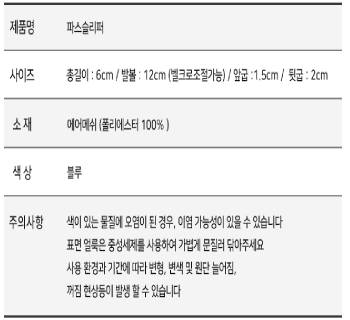 제품명 파스슬리퍼
사이즈 총길이 : 6cm / 발볼 : 12cm (벨크로조절가능) / 앞굽 :1.5cm / 뒷굽 : 2cm
소 재 에어메쉬 (폴리에스터 100% )
색 상 블루
주의사항 색이 있는 물질에 오염이 된 경우, 이염 가능성이 있을 수 있습니다
표면 얼룩은 중성세제를 사용하여 가볍게 문질러 닦아주세요
사용 환경과 기간에 따라 변형, 변색 및 원단 늘어짐,
꺼짐 현상등이 발생 할 수 있습니다